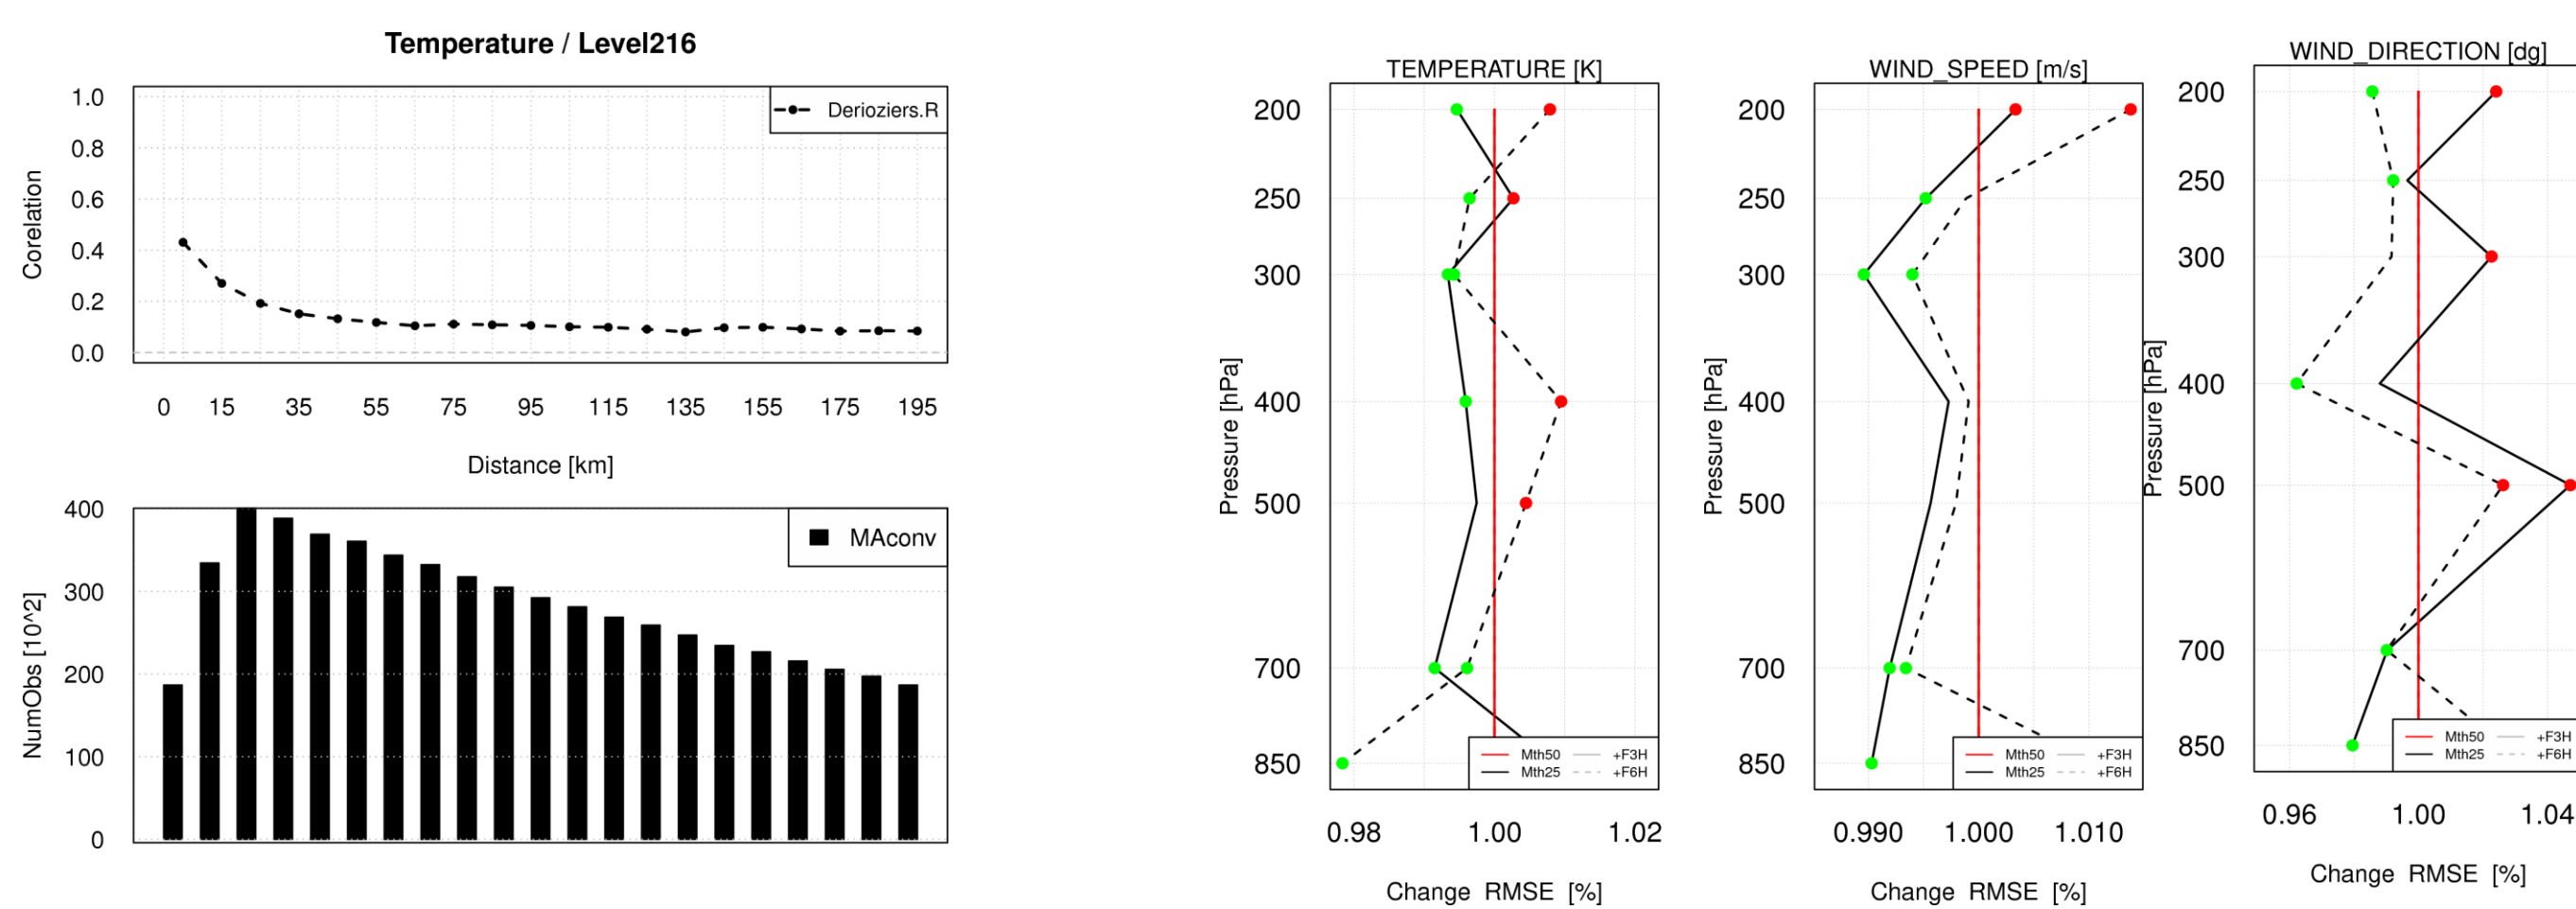 Temperature / Level216
1.0
0.8
0.6
0.4
0.2
0.0
Corelation
Derioziers.R
0 15 35 55 75 95 115 135 155 175 195
Distance [km]
400
300
200
100
0
NumObs [10^2]
MAconv
TEMPERATURE [K]
200
250
300
400
500
700
850
Pressure [hPa]
Mth50 +F3H
Mth25 +F6H
0.98 1.00 1.02
Change RMSE [%]
WIND_SPEED [m/s]
200
250
300
400
500
700
850
Pressure [hPa]
Mth50 +F3H
Mth25 +F6H
0.990 1.000 1.010
Change RMSE [%]
WIND_DIRECTION [dg]
200
250
300
400
500
700
850
Pressure [hPa]
Mth50 +F3H
Mth25 +F6H
0.96 1.00 1.04
Change RMSE [%]